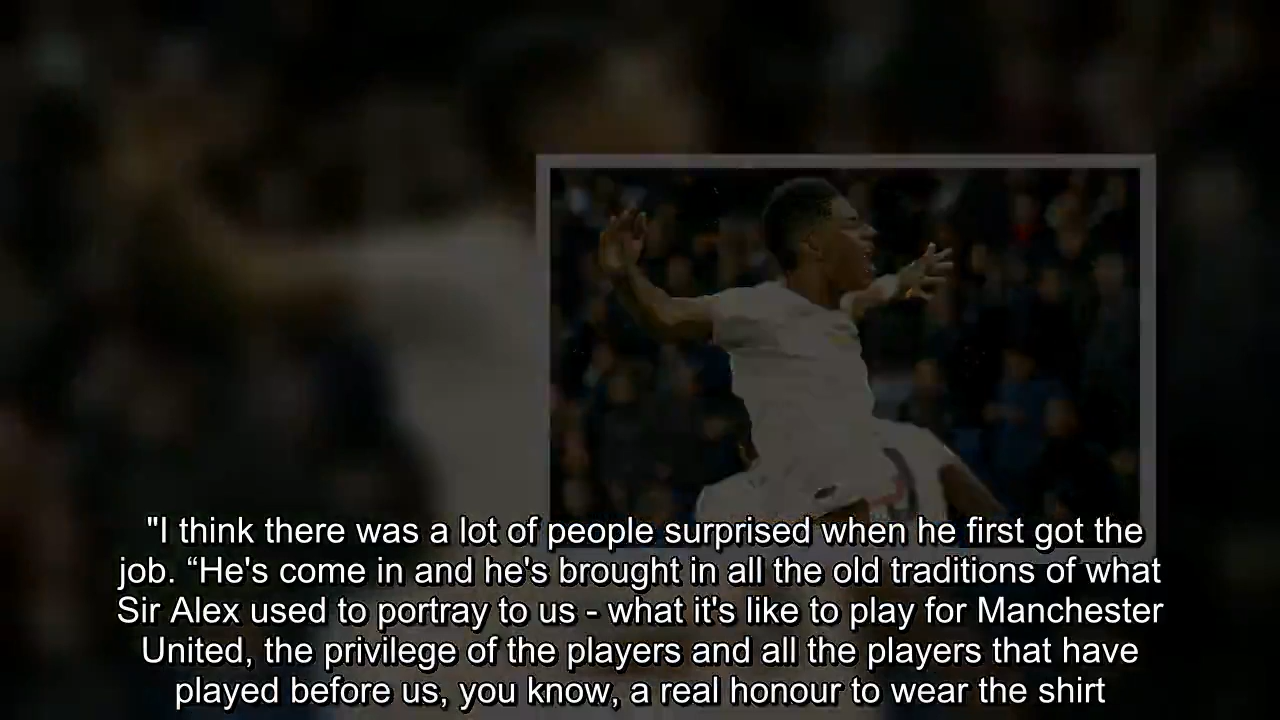 "I think there was a lot of people surprised when he first got the
job. “He's come in and he's brought in all the old traditions of what
Sir Alex used to portray to us - what it's like to play for Manchester
United, the privilege of the players and all the players that have
played before us, you know, a real honour to wear the shirt